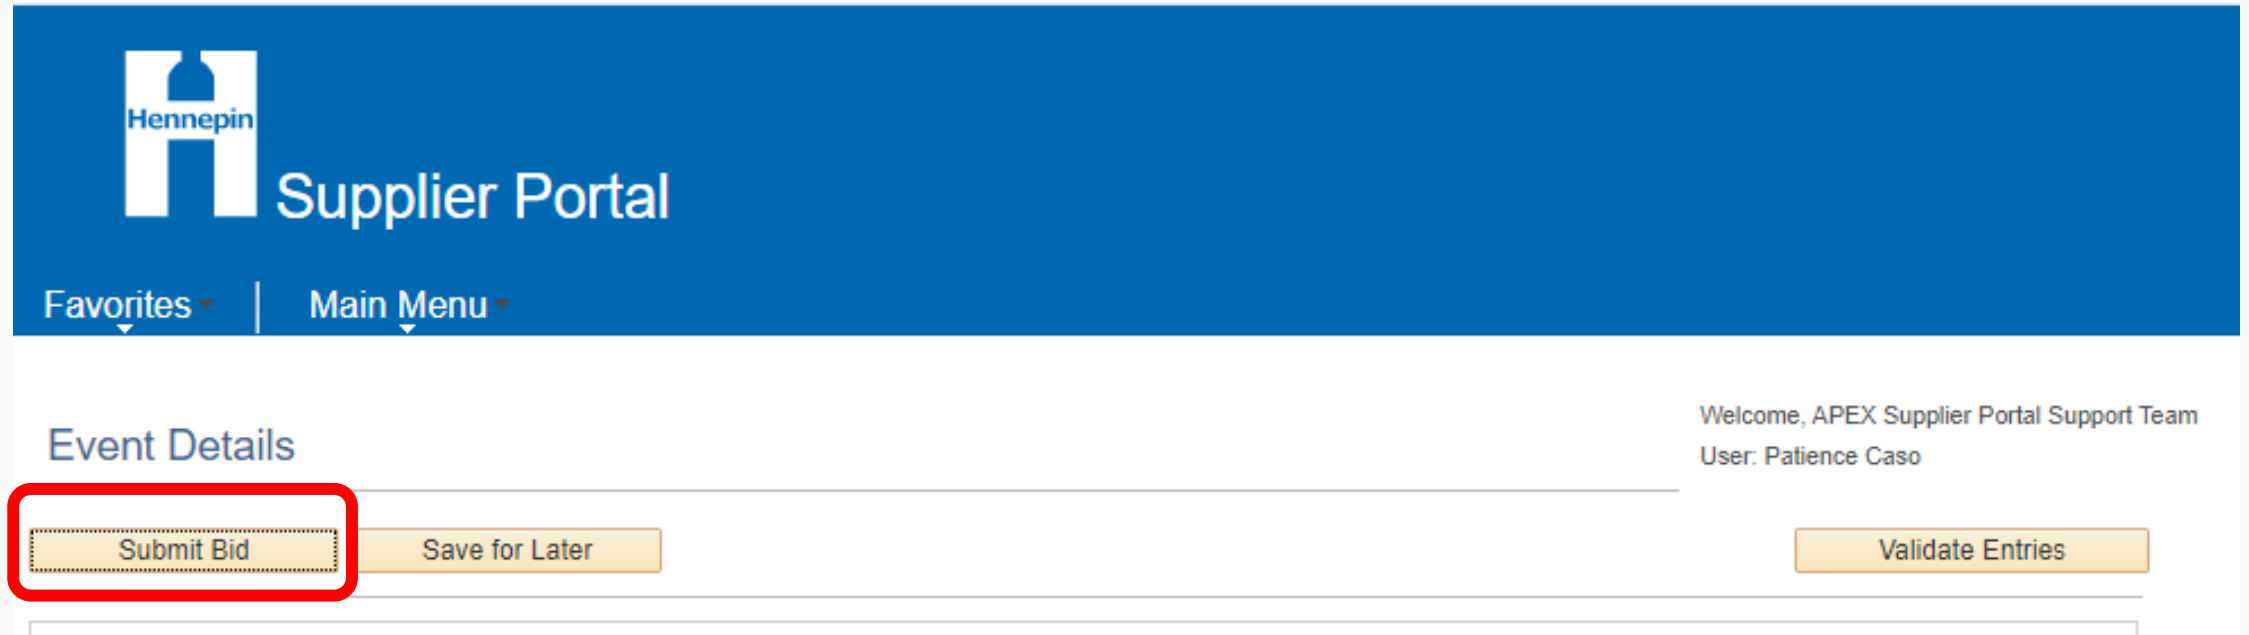 Hennepin
Supplier Portal
Favorites
Main Menu
Welcome, APEX Supplier Portal Support Team
Event Details
User: Patience Caso
Submit Bid
Save for Later
Validate Entries